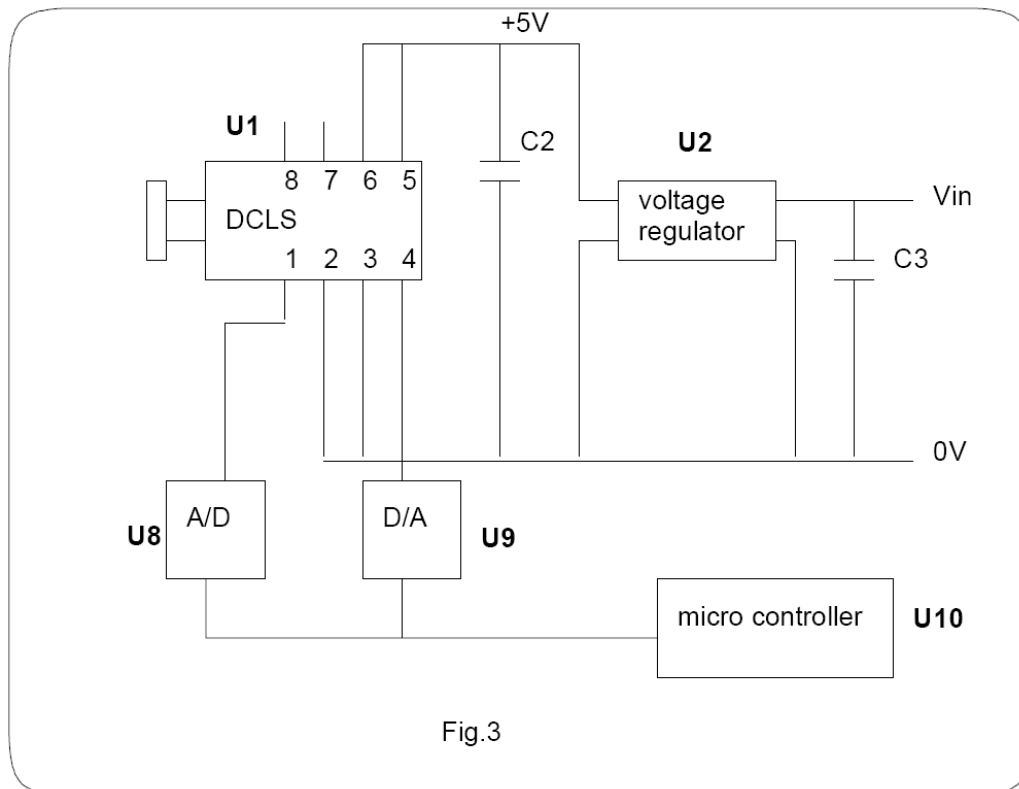 +5V
U1
C2
U2
8 7 6 5
voltage
regulator
Vin
DCLS
C3
1 2 3 4
0V
A/D
D/A
U8
U9
micro controller
U10
Fig.3